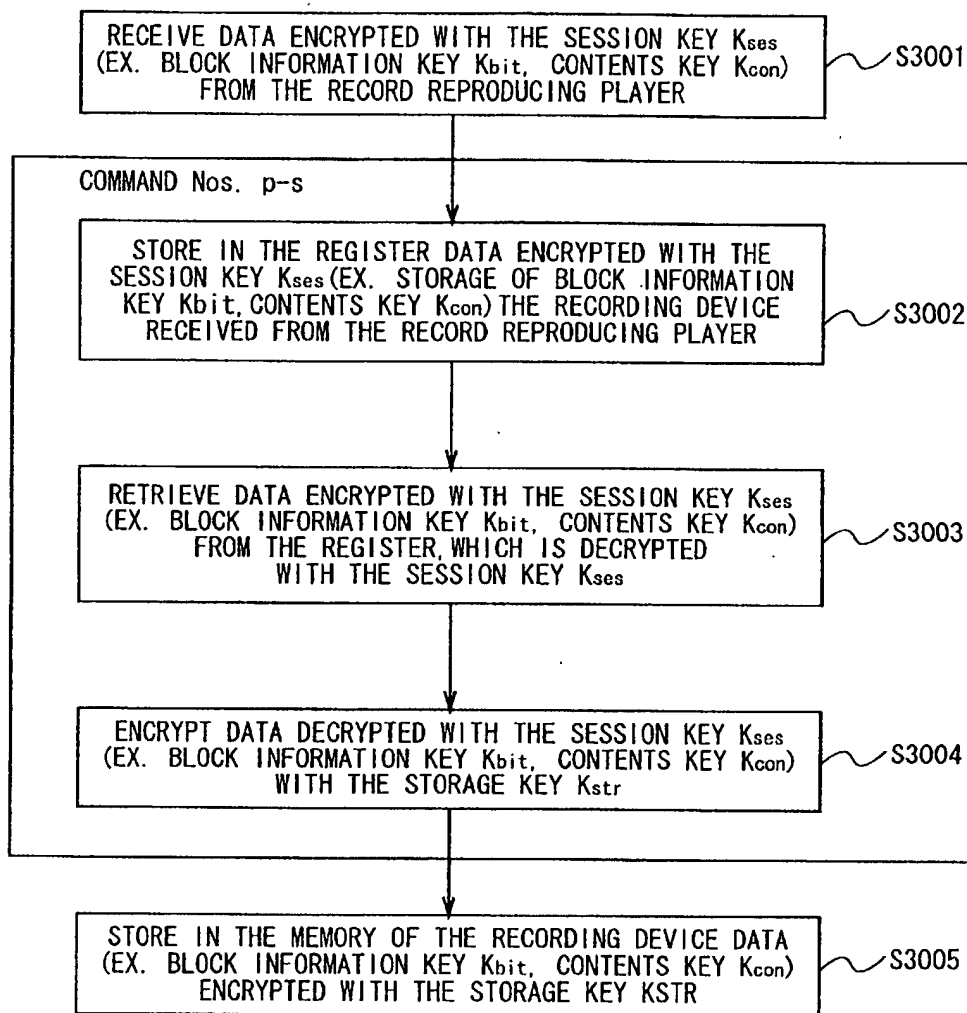 RECEIVE DATA ENCRYPTED WITH THE SESSION KEY Kses
(EX. BLOCK INFORMATION KEY Kbit, CONTENTS KEY Kcon)
FROM THE RECORD REPRODUCING PLAYER
S3001
COMMAND Nos. p-s
STORE IN THE REGISTER DATA ENCRYPTED WITH THE
SESSION KEY Kses(EX. STORAGE OF BLOCK INFORMATION
KEY Kbit, CONTENTS KEY Kcon) THE RECORDING DEVICE
RECEIVED FROM THE RECORD REPRODUCING PLAYER
S3002
RETRIEVE DATA ENCRYPTED WITH THE SESSION KEY Kses
(EX. BLOCK INFORMATION KEY Kbit, CONTENTS KEY Kcon)
FROM THE REGISTER, WHICH IS DECRYPTED
WITH THE SESSION KEY Kses
S3003
ENCRYPT DATA DECRYPTED WITH THE SESSION KEY Kses
(EX. BLOCK INFORMATION KEY Kbit, CONTENTS KEY Kcon)
WITH THE STORAGE KEY Kstr
S3004
STORE IN THE MEMORY OF THE RECORDING DEVICE DATA
(EX. BLOCK INFORMATION KEY Kbit, CONTENTS KEY Kcon)
ENCRYPTED WITH THE STORAGE KEY KSTR
S3005